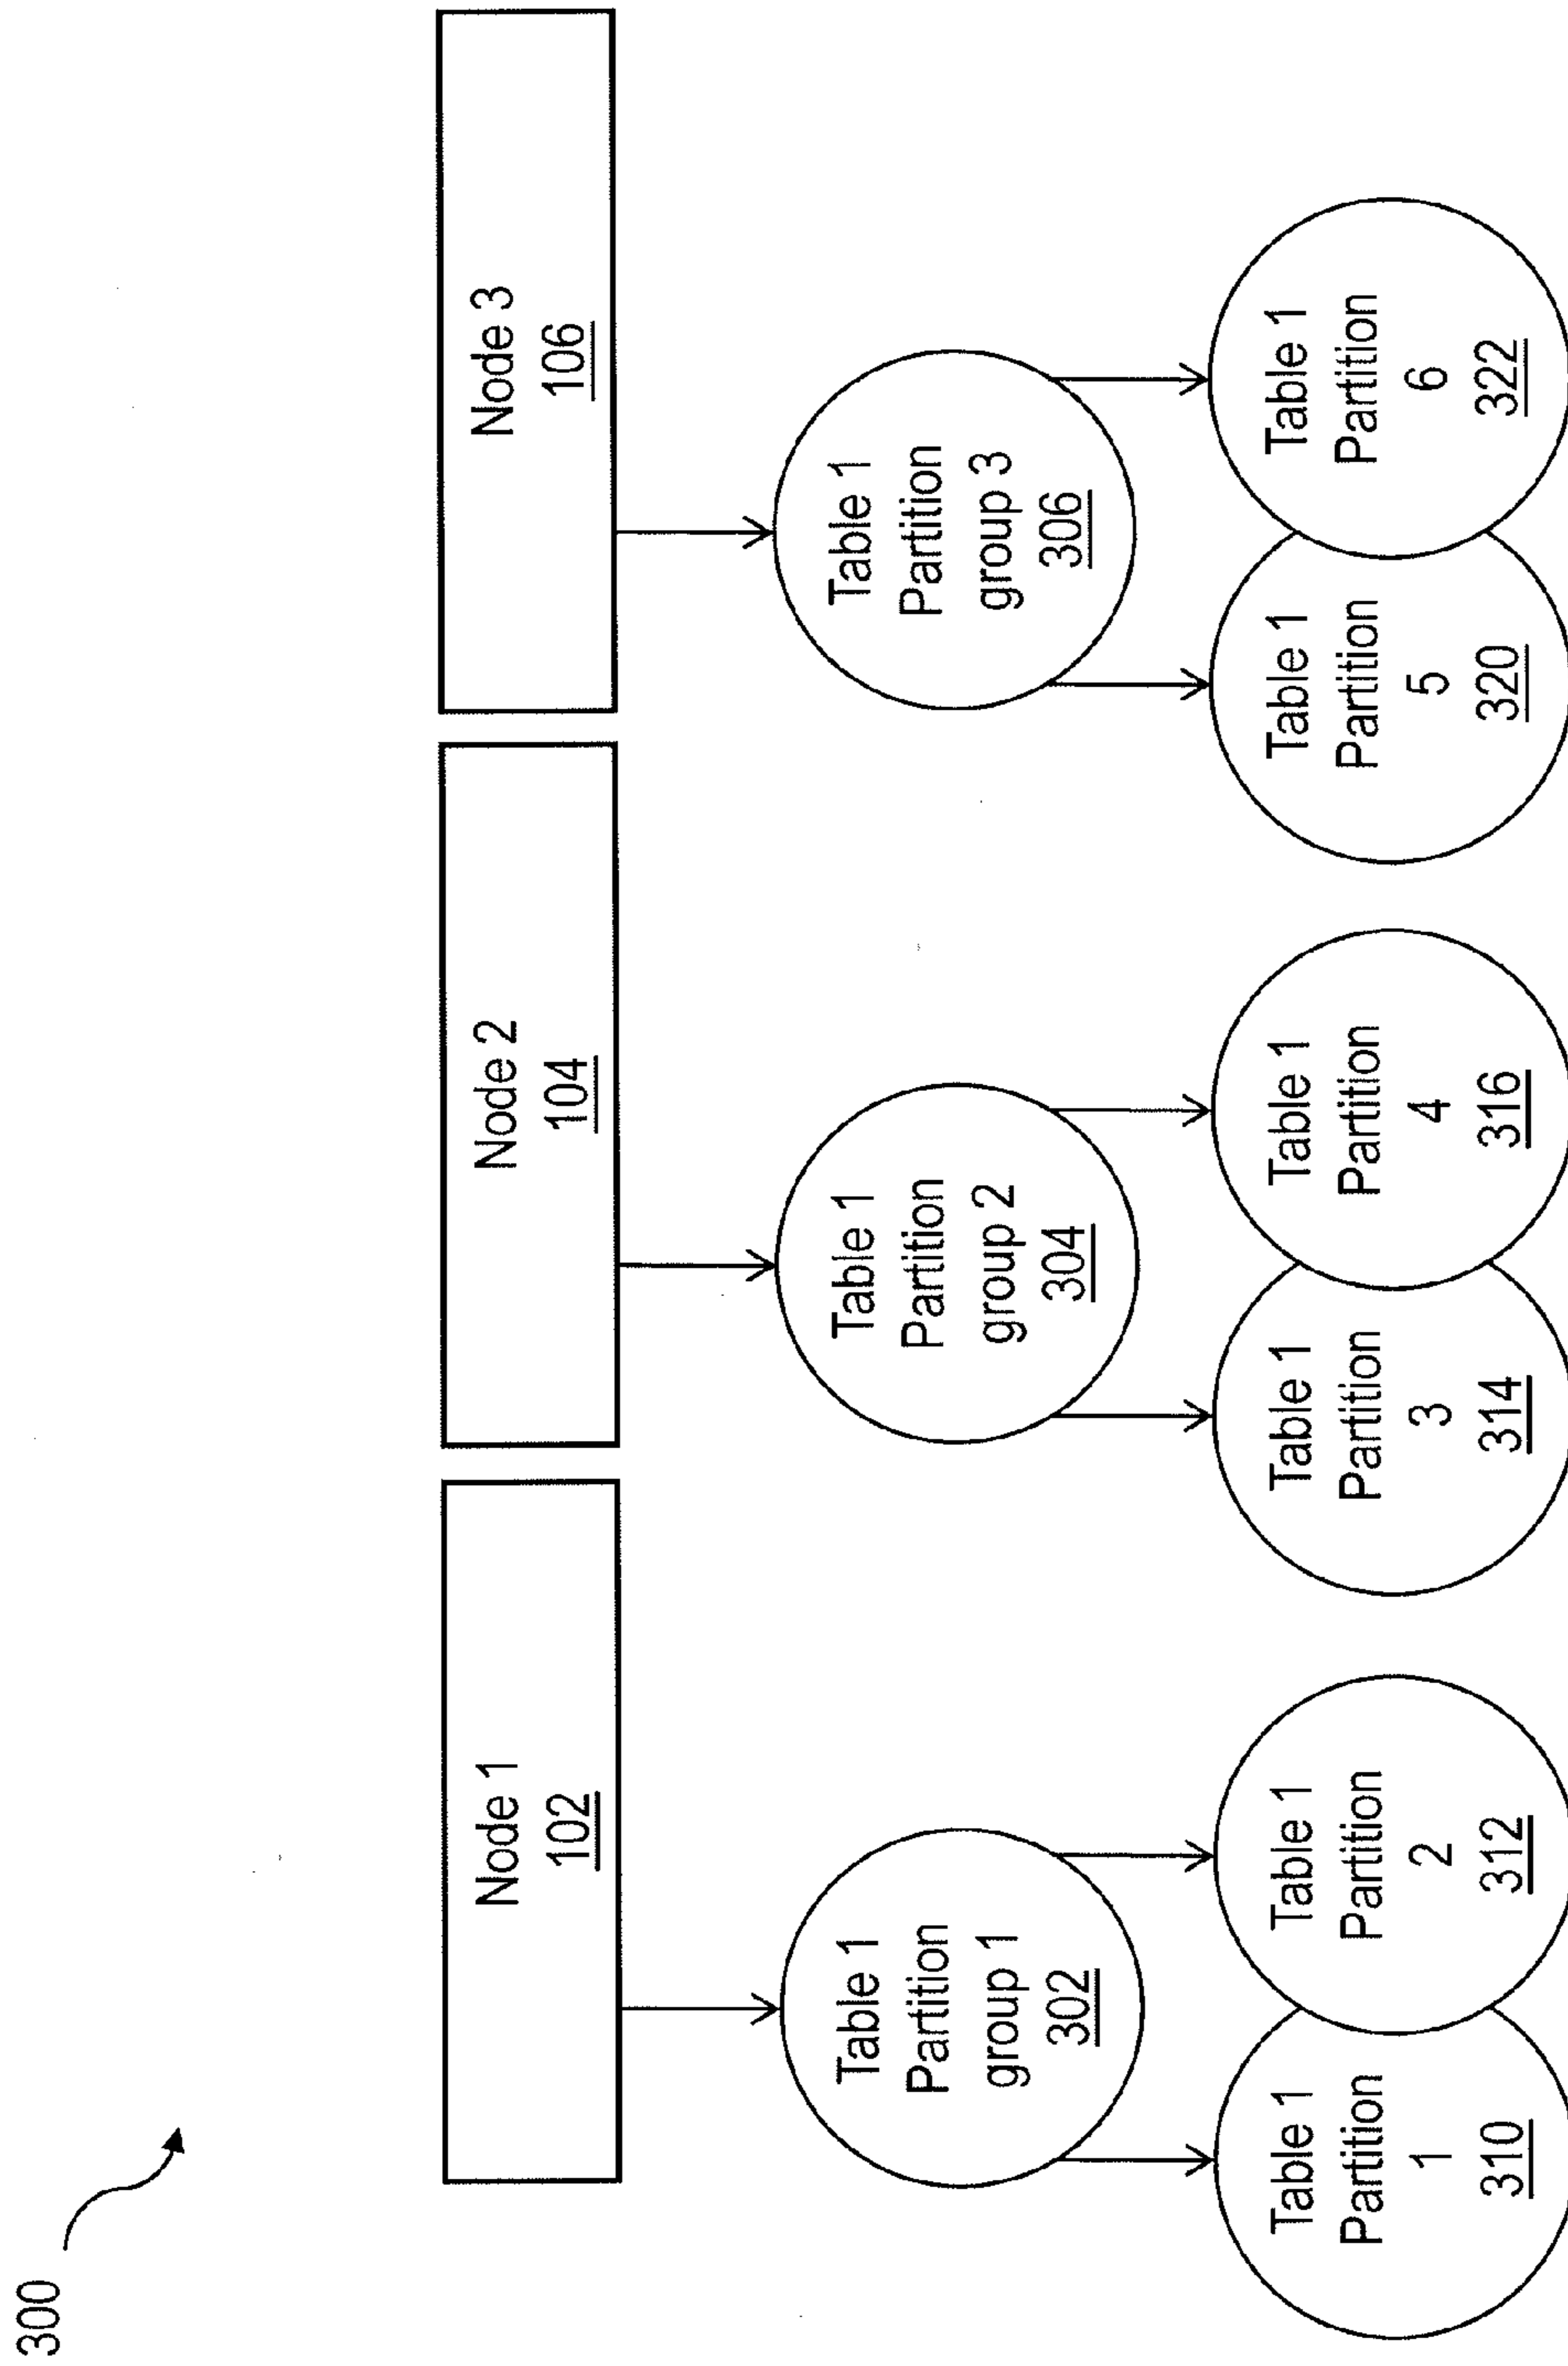 300
Node 1
102
Node 2
104
Node 3
106
Table 1
Partition
group 1
302
Table 1
Partition
group 2
304
Table 1
Partition
group 3
306
Table 1
Partition
1
310
Table 1
Partition
2
312
Table 1
Partition
3
314
Table 1
Partition
4
316
Table 1
Partition
5
320
Table 1
Partition
6
322